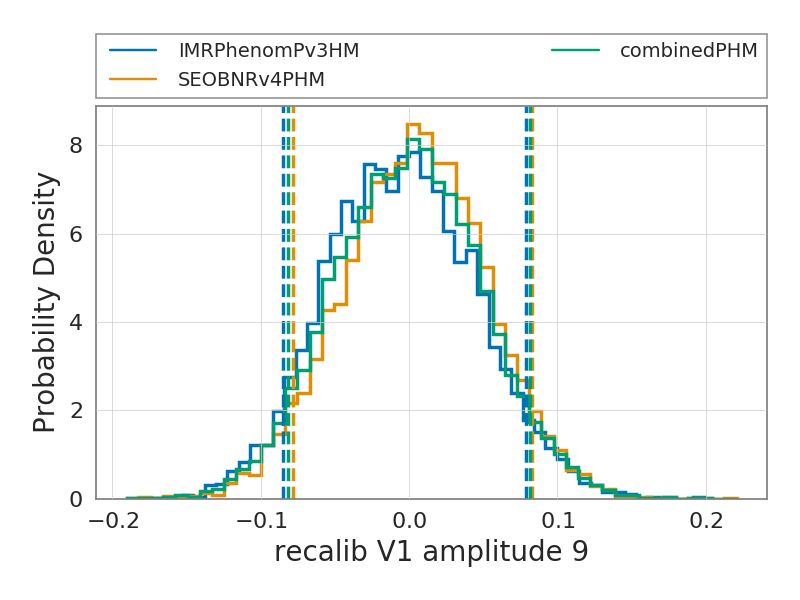 IMRPhenomPv3HM
SEOBNRv4PHM
combinedPHM
8
6
4
2
0
Probability Density
−0.2
−0.1
0.0
0.1
0.2
recalib V1 amplitude 9